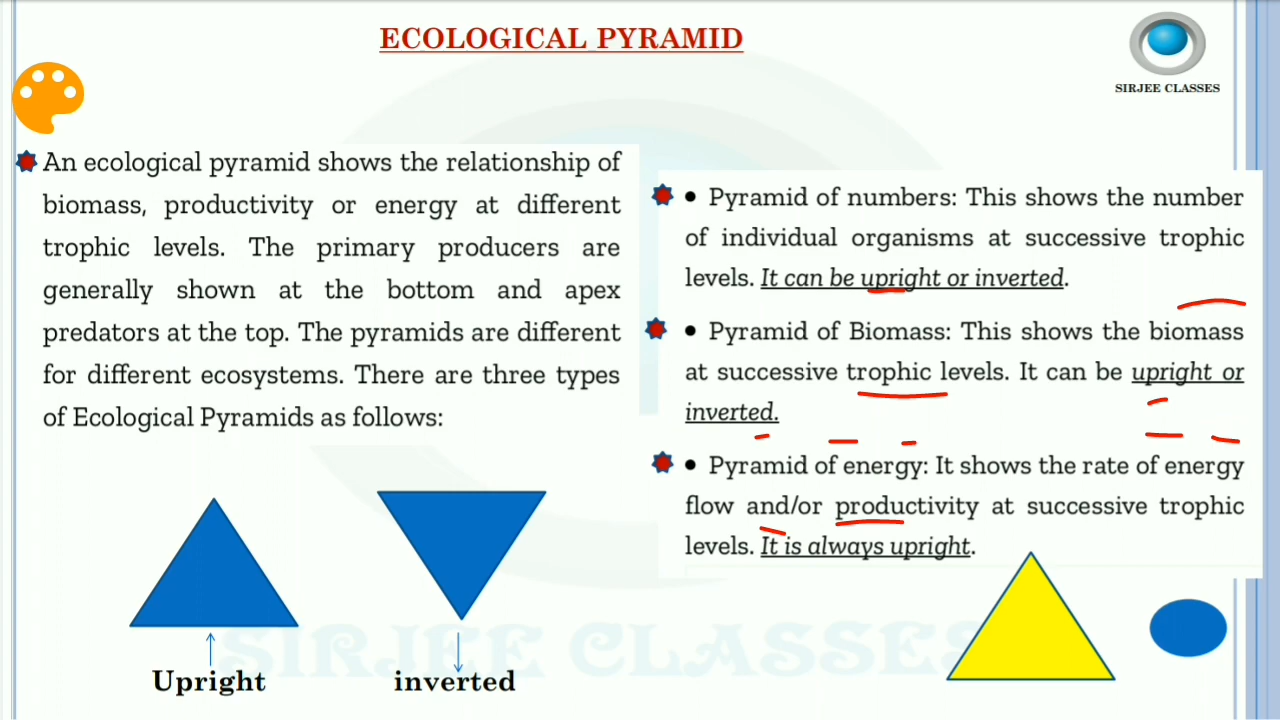 ECOLOGICAL PYRAMID
SIRJEE CLASSES
An ecological pyramid shows the relationship of
biomass, productivity or energy at different
trophic levels. The primary producers are
generally shown at the bottom and apex
predators at the top. The pyramids are different
for different ecosystems. There are three types
of Ecological Pyramids as follows:
• Pyramid of numbers: This shows the number
of individual organisms at successive trophic
levels. It can be upright or inverted.
• Pyramid of Biomass: This shows the biomass
at successive trophic levels. It can be upright or
inverted.
• Pyramid of energy: It shows the rate of energy
flow and/or productivity at successive trophic
levels. It is always upright.
SIRJEE CLASSES
Upright
inverted